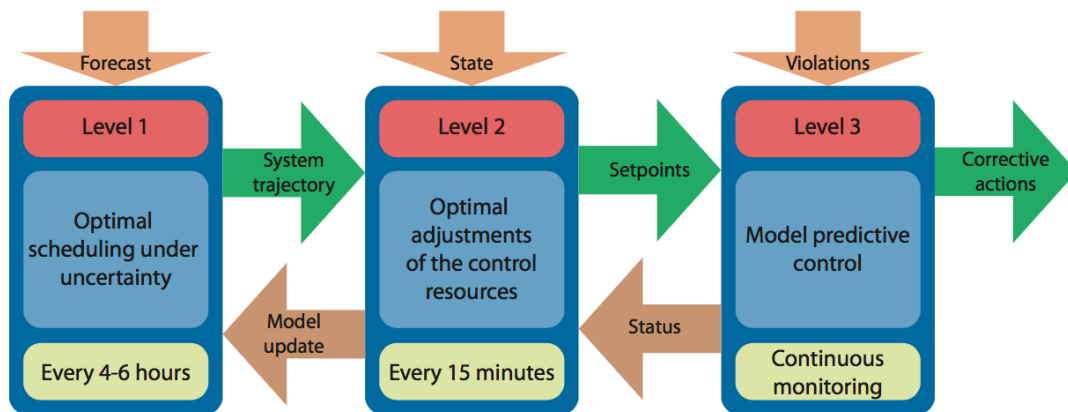 Forecast
State
Violations
Level 1
Level 2
Level 3
System
trajectory
Setpoints
Corrective
actions
Optimal
scheduling under
uncertainty
Optimal
adjustments
of the control
resources
Model predictive
control
Model
update
Status
Every 4-6 hours
Every 15 minutes
Continuous
monitoring